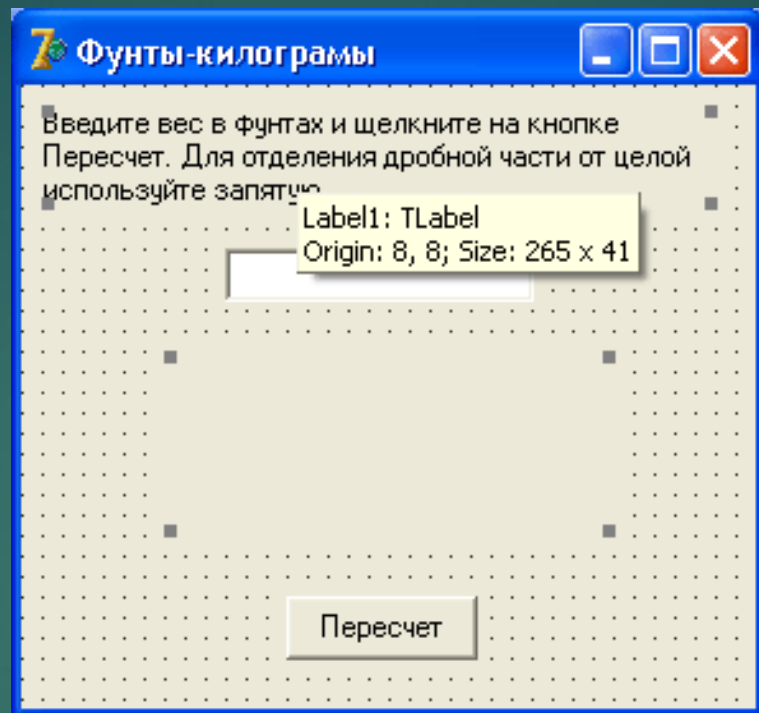 Фунты-килограмы
Введите вес в фунтах и щелкните на кнопке
Пересчет. Для отделения дробной части от целой
используйте запятую
Label1: TLabel
Origin: 8, 8; Size: 265 x 41
Пересчет